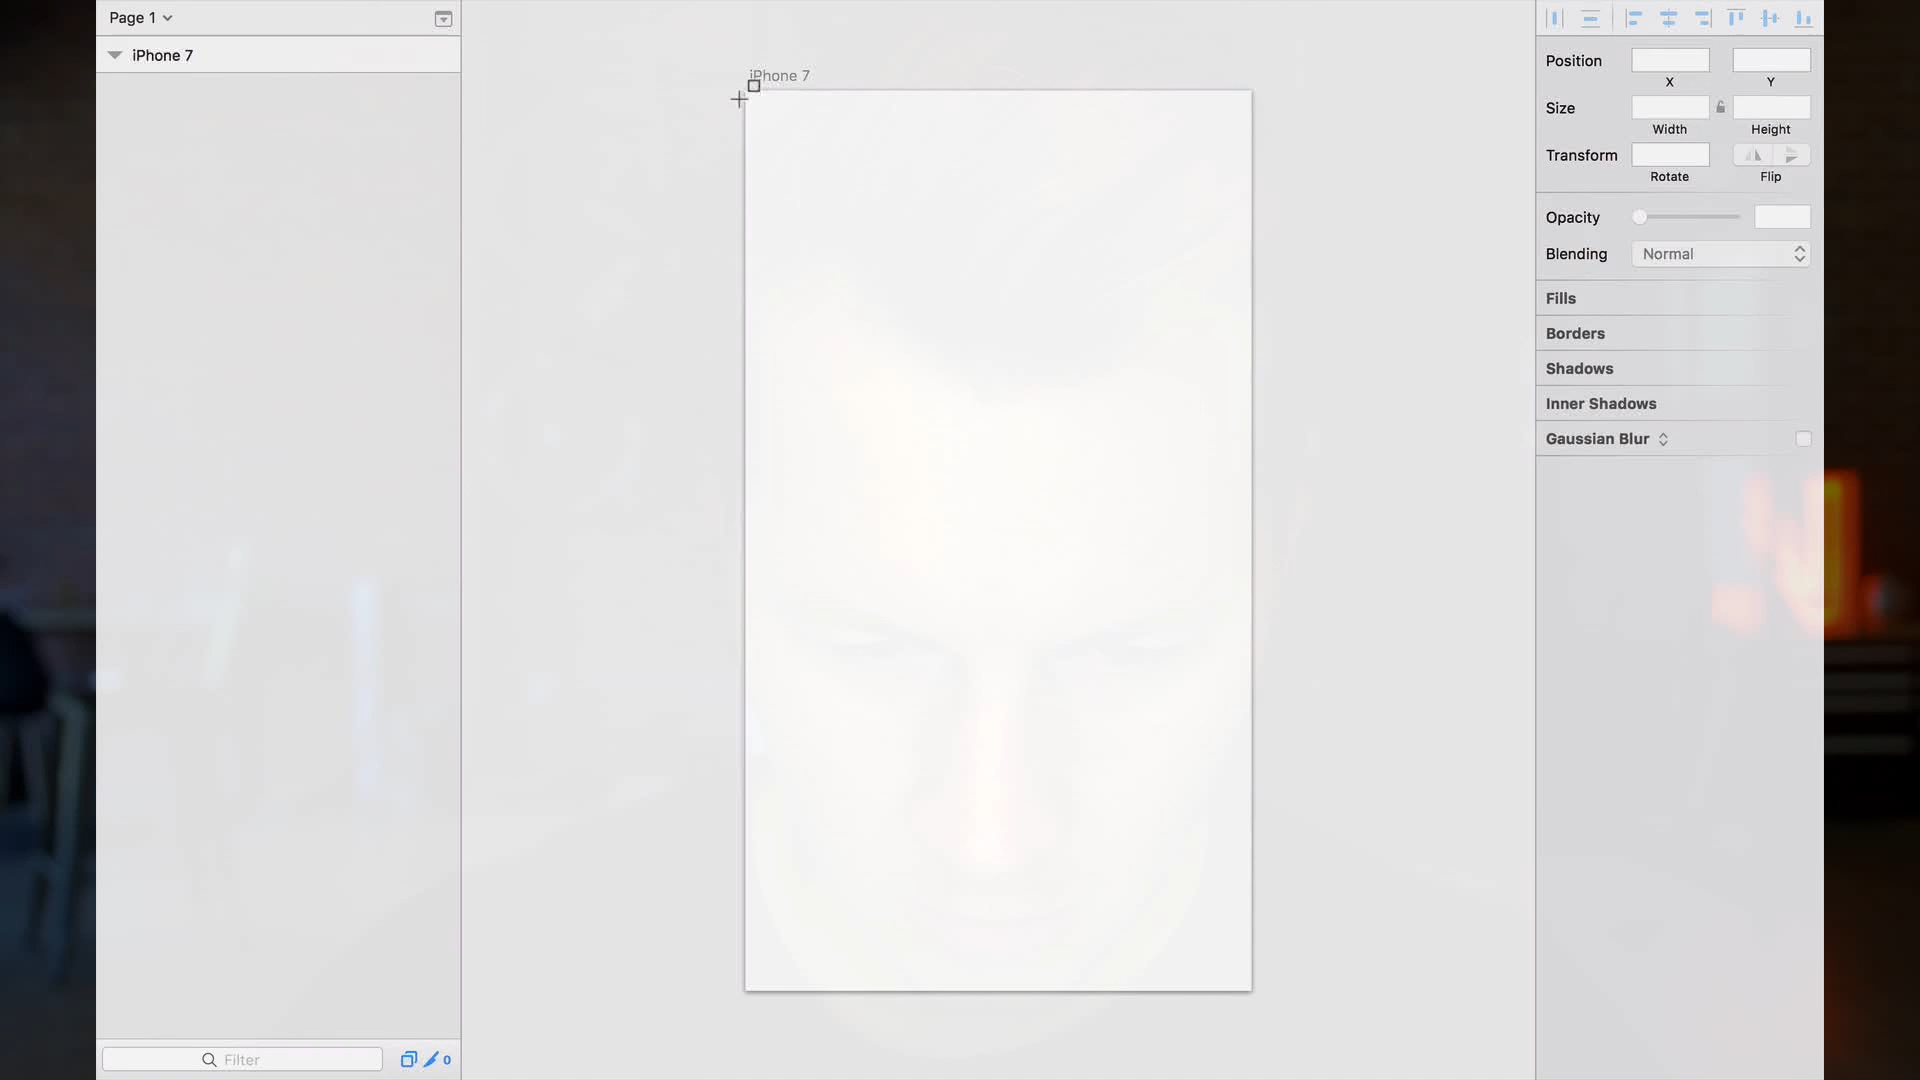 Page 1
iPhone 7
iPhone 7
Position
X
Y
Size
Width
Height
Transform
Rotate
Flip
Opacity
Blending
Normal
Fills
Borders
Shadows
Inner Shadows
Gaussian Blur
Filter
0